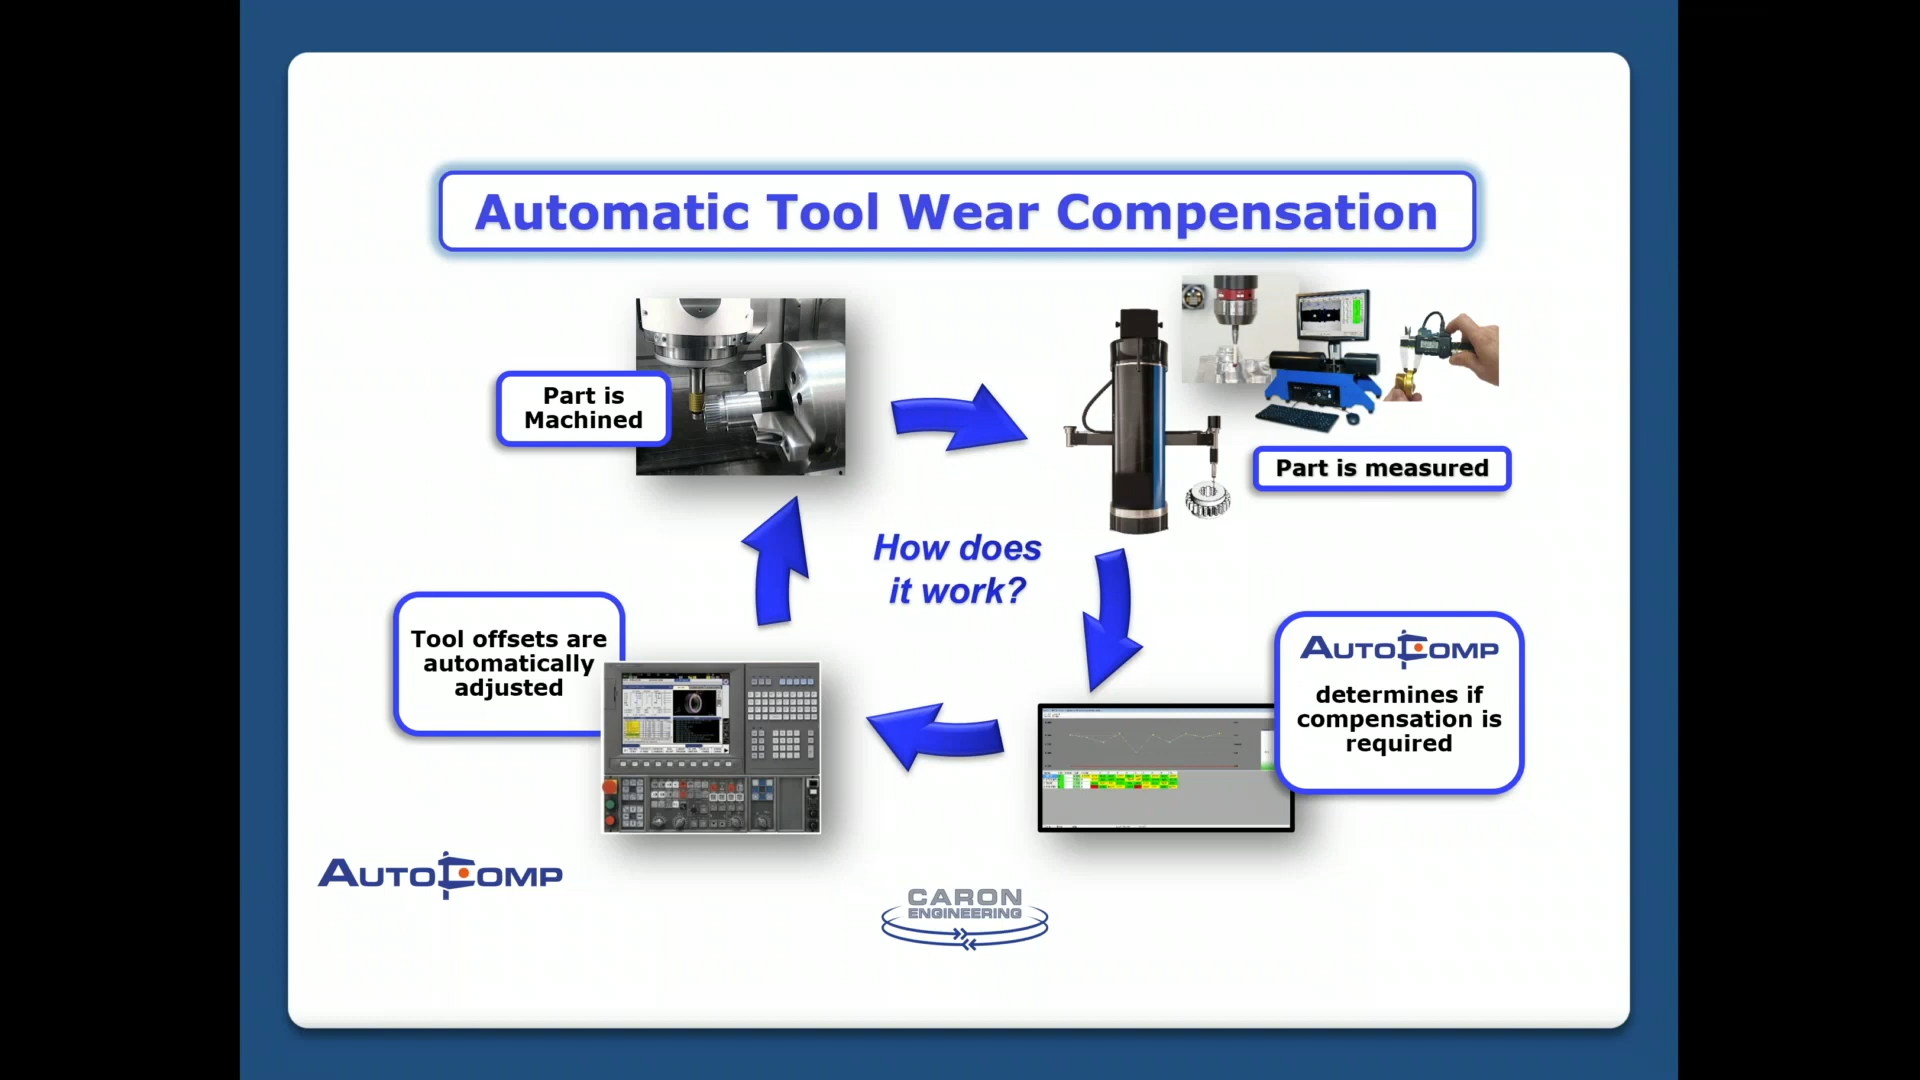 Automatic Tool Wear Compensation
Part is
Machined
Part is measured
How does
it work?
Tool offsets are
automatically
adjusted
AUTOCOMP
determines if
compensation is
required
AUTOCOMP
CARON
ENGINEERING